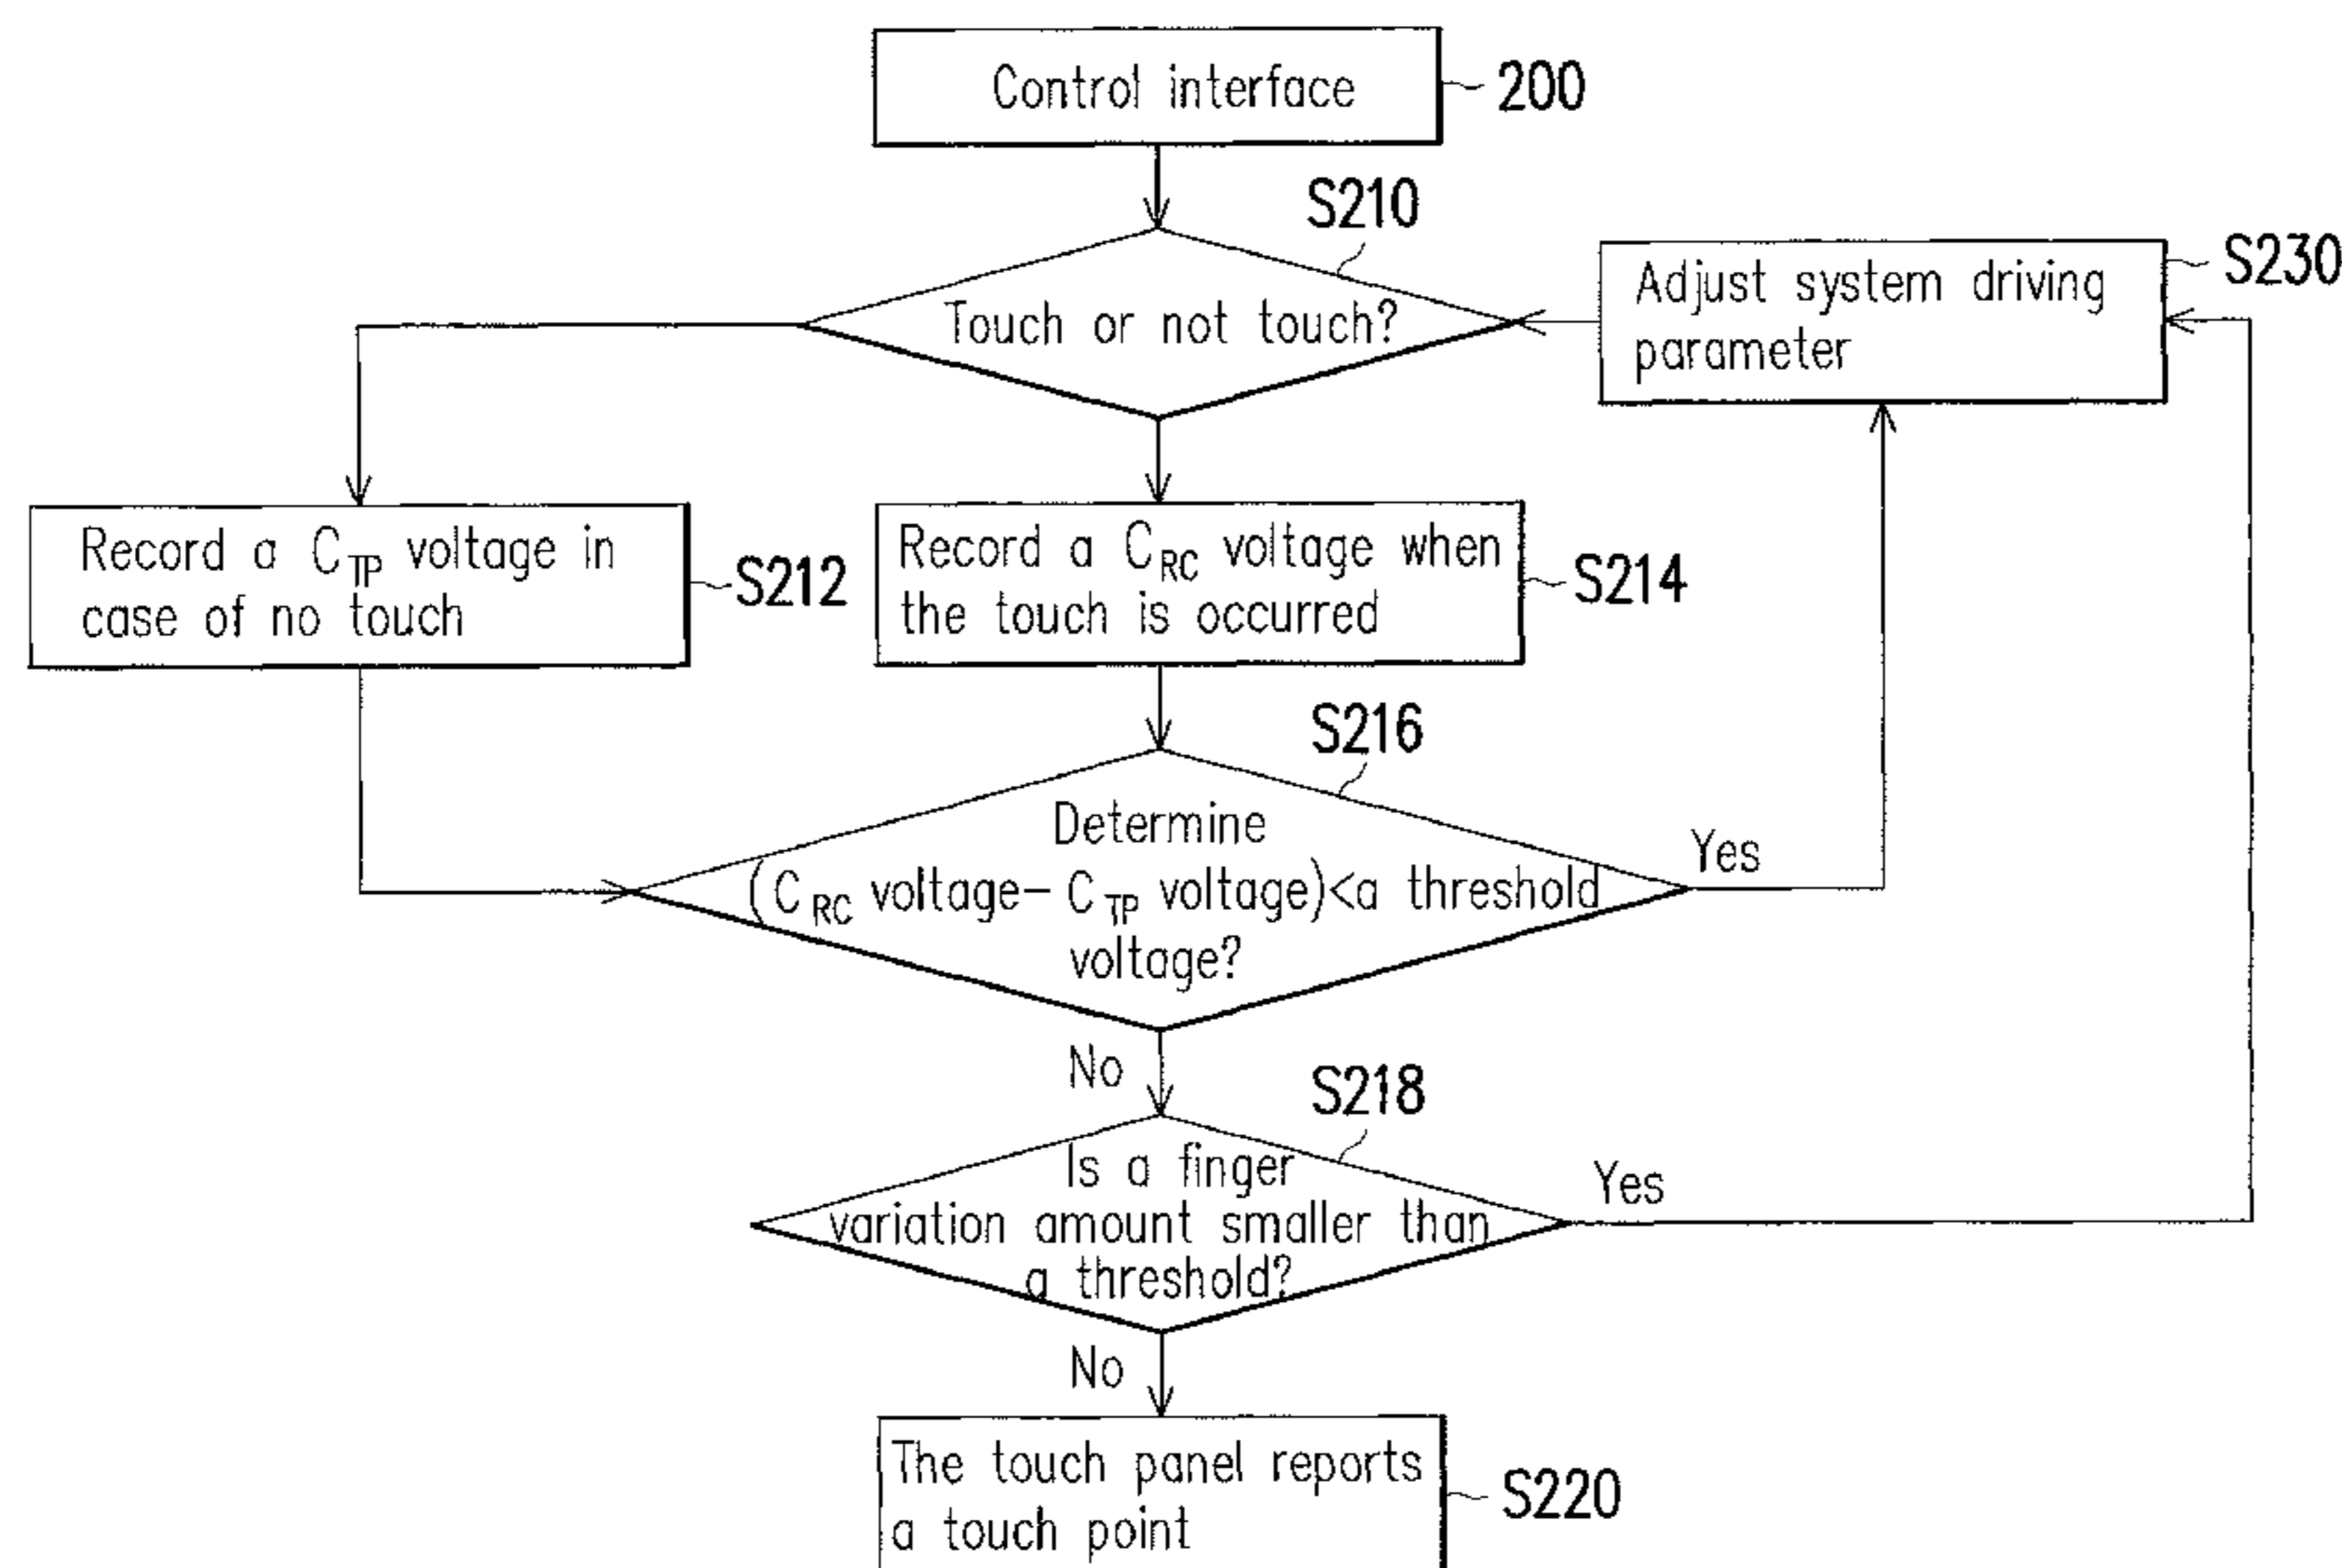 Control interface
200
S210
Touch or not touch?
Adjust system driving
parameter
S230
Record a C_TP voltage in
case of no touch
S212
Record a C_RC voltage when
the touch is occurred
S214
S216
Determine
(C_RC voltage- C_TP voltage)<a threshold
voltage?
Yes
No
S218
Is a finger
variation amount smaller than
a threshold?
Yes
No
The touch panel reports
a touch point
S220